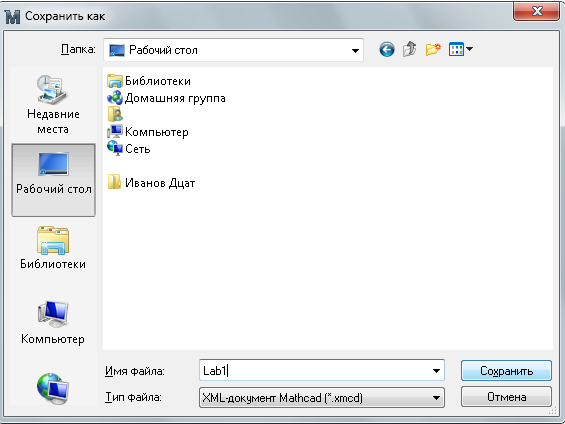 Сохранить как
Папка: Рабочий стол
Недавние места
Рабочий стол
Библиотеки
Компьютер
Библиотеки
Домашняя группа
Компьютер
Сеть
Иванов Дцат
Имя файла: Lab1
Сохранить
Тип файла: XML-документ Mathcad (*.xmcd)
Отмена